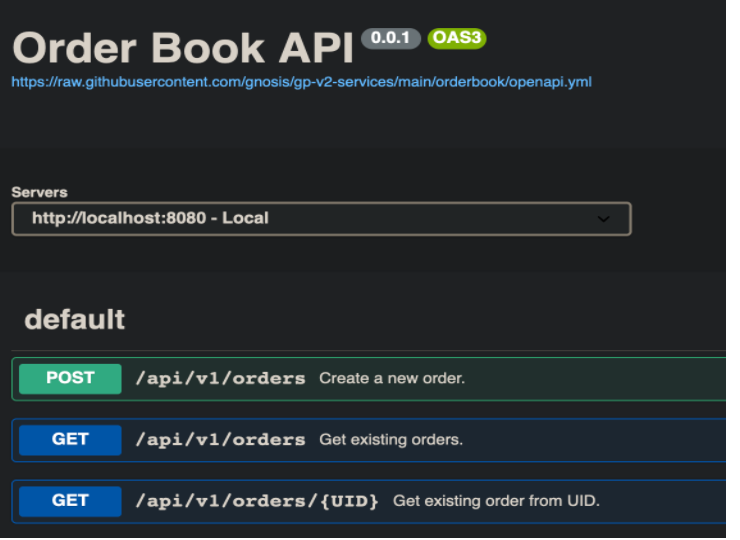 Order Book API 0.0.1 OAS3
https://raw.githubusercontent.com/gnosis/gp-v2-services/main/orderbook/openapi.yml
Servers
http://localhost:8080 - Local
default
POST /api/v1/orders Create a new order.
GET /api/v1/orders Get existing orders.
GET /api/v1/orders/{UID} Get existing order from UID.